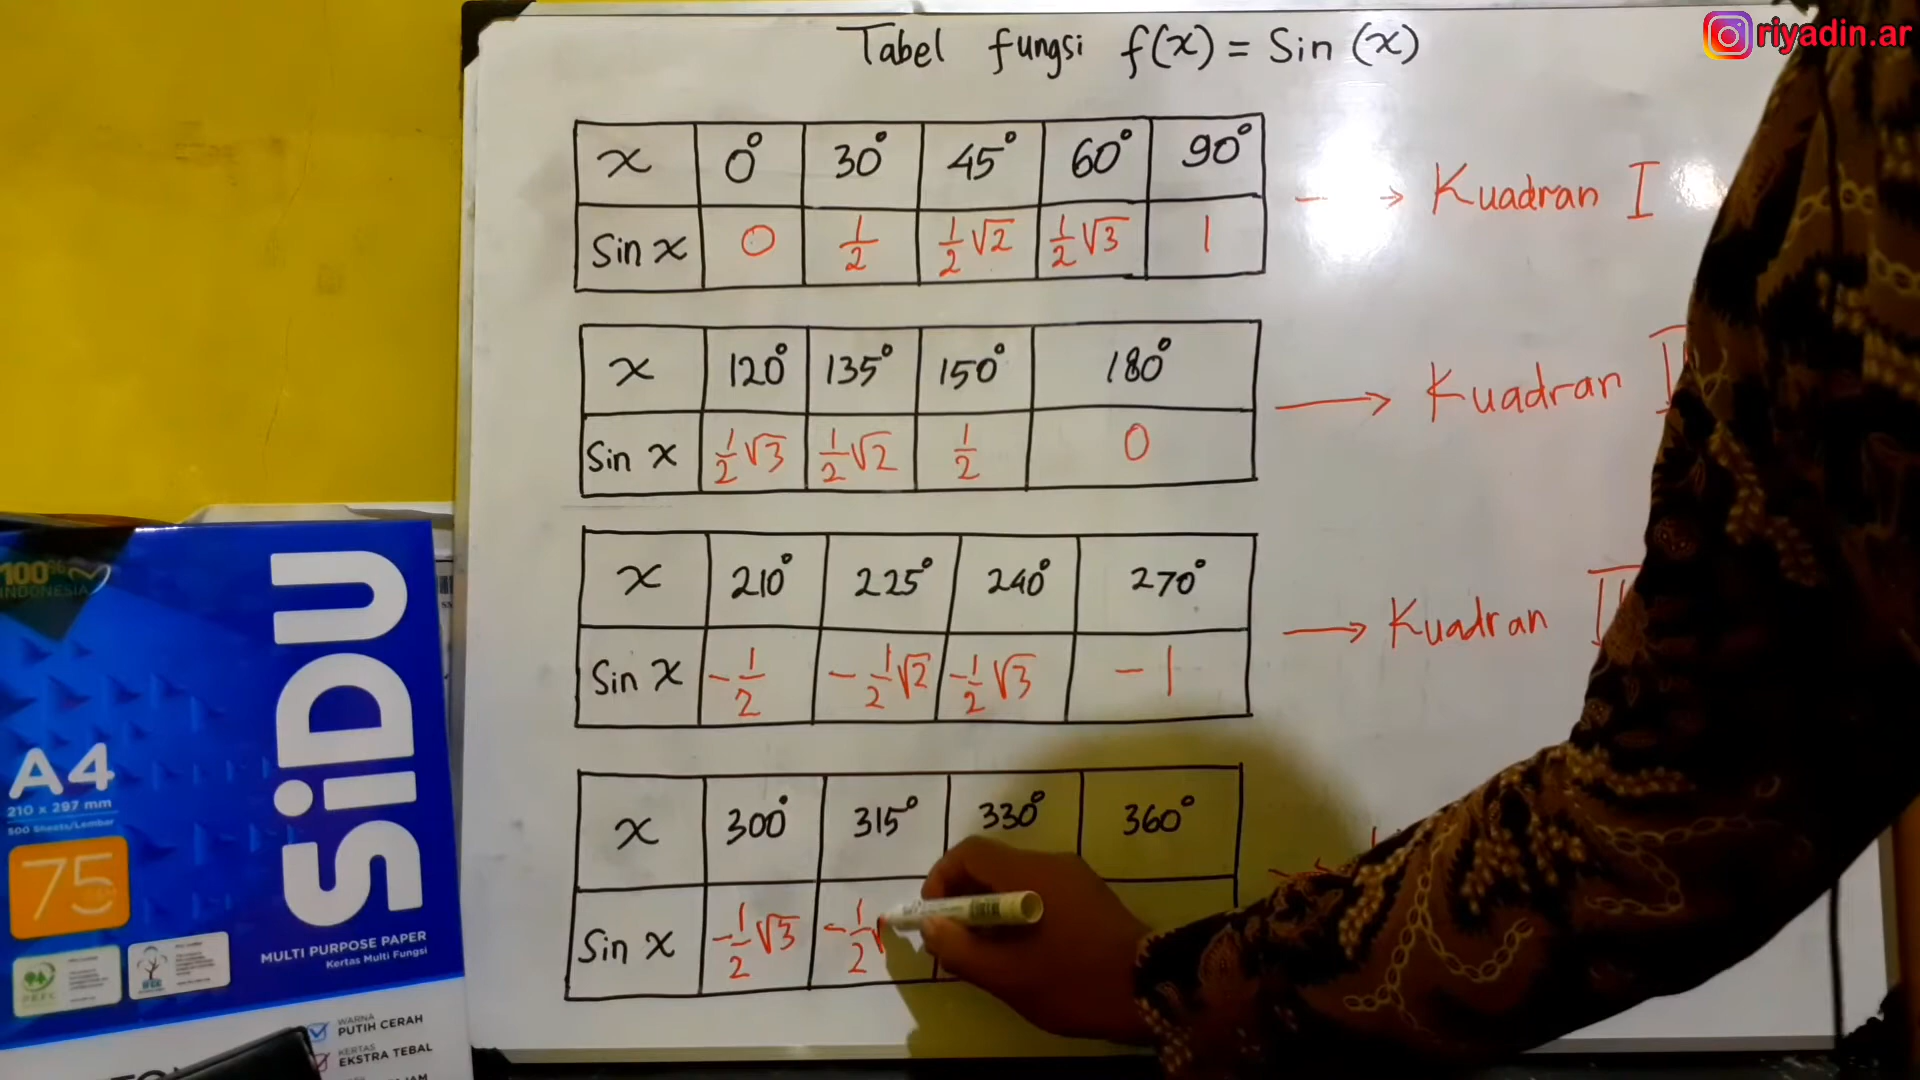 riyadin.ar
Tabel fungsi f(x) = Sin (x)
x 0° 30° 45° 60° 90°
Sin x 0 1/2 1/2 √2 1/2 √3 1
--> Kuadran I
x 120° 135° 150° 180°
Sin x 1/2 √3 1/2 √2 1/2 0
→ Kuadran
x 210° 225° 240° 270°
Sin x -1/2 -1/2 √2 -1/2 √3 -1
→ Kuadran
x 300° 315° 330° 360°
Sin x -1/2 √3 -1/2 √
100%
INDONESIA
SiDU
A4
210 x 297 mm
500 Sheets/Lembar
75
MULTI PURPOSE PAPER
Kertas Multi Fungsi
WARNA
PUTIH CERAH
KERTAS
EKSTRA TEBAL